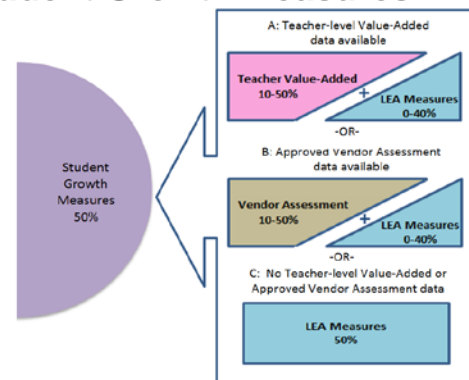 A: Teacher-level Value-Added
data available
Teacher Value-Added
10-50%
+
LEA Measures
0-40%
-OR-
B: Approved Vendor Assessment
data available
Vendor Assessment
10-50%
+
LEA Measures
0-40%
-OR-
C: No Teacher-level Value-Added or
Approved Vendor Assessment data
LEA Measures
50%
Student
Growth
Measures
50%